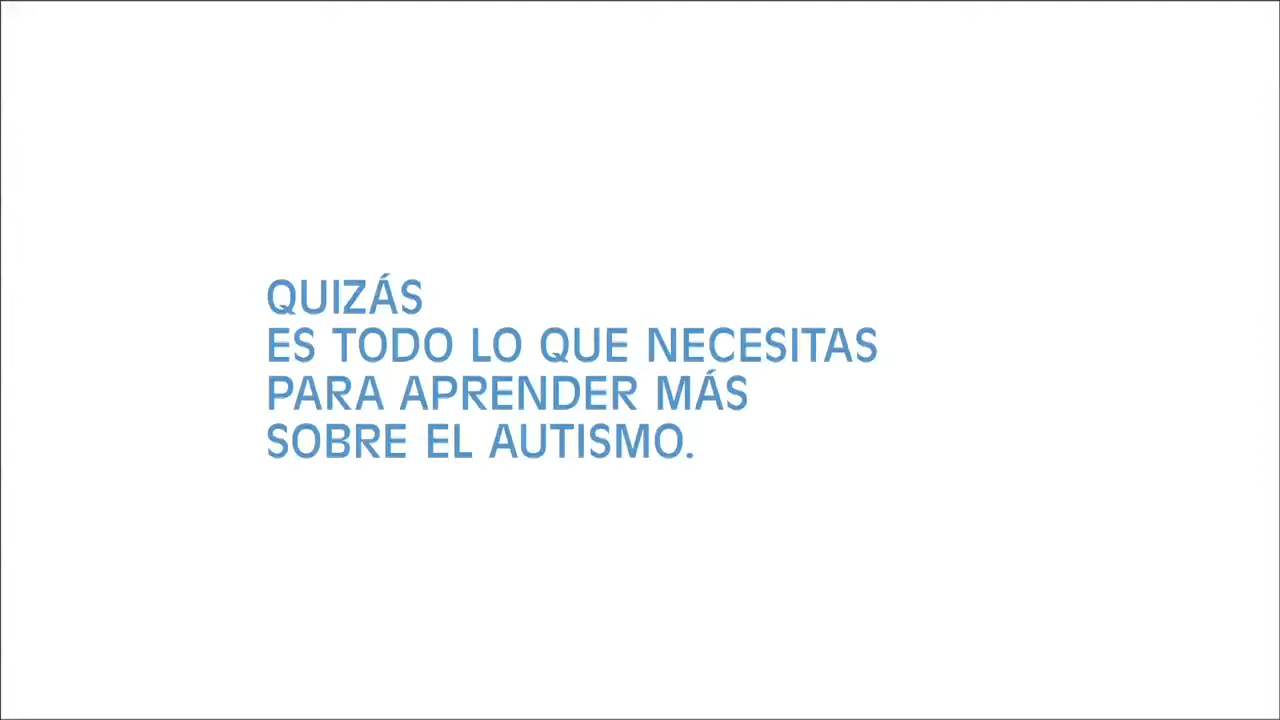 QUIZÁS
ES TODO LO QUE NECESITAS
PARA APRENDER MÁS
SOBRE EL AUTISMO.